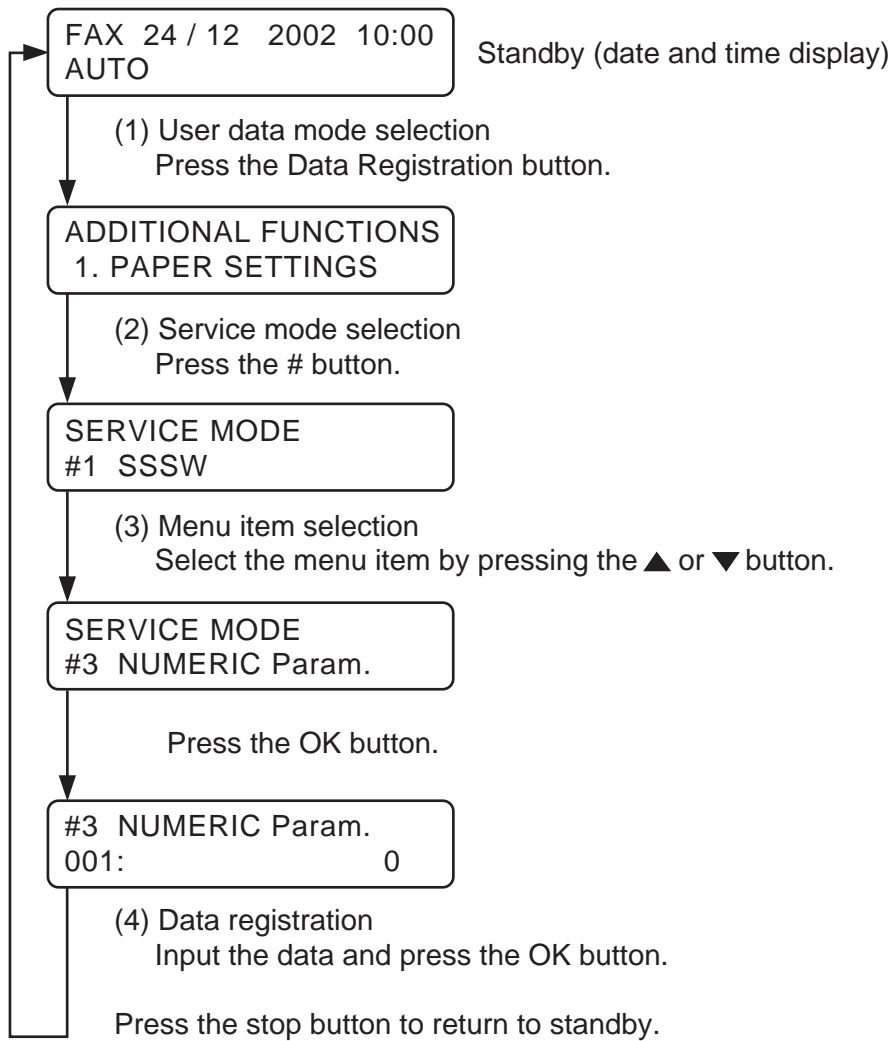 FAX 24 / 12 2002 10:00
AUTO
Standby (date and time display)
(1) User data mode selection
Press the Data Registration button.
ADDITIONAL FUNCTIONS
1. PAPER SETTINGS
(2) Service mode selection
Press the # button.
SERVICE MODE
#1 SSSW
(3) Menu item selection
Select the menu item by pressing the ▲ or ▼ button.
SERVICE MODE
#3 NUMERIC Param.
Press the OK button.
#3 NUMERIC Param.
001: 0
(4) Data registration
Input the data and press the OK button.
Press the stop button to return to standby.